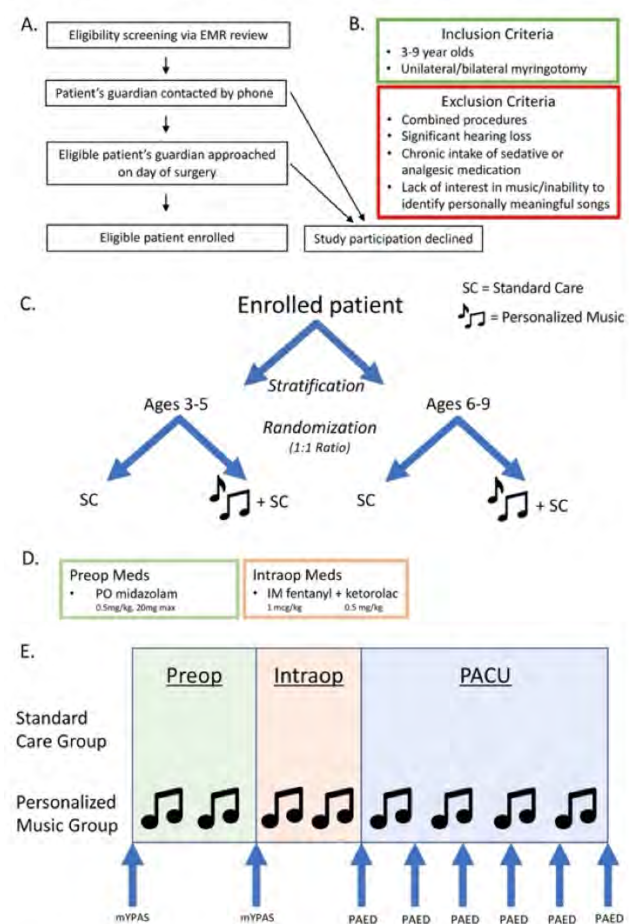 A.
Eligibility screening via EMR review
Patient's guardian contacted by phone
Eligible patient's guardian approached
on day of surgery
Eligible patient enrolled
Study participation declined
B.
Inclusion Criteria
• 3-9 year olds
• Unilateral/bilateral myringotomy
Exclusion Criteria
• Combined procedures
• Significant hearing loss
• Chronic intake of sedative or
analgesic medication
• Lack of interest in music/inability to
identify personally meaningful songs
C.
SC = Standard Care
= Personalized Music
Enrolled patient
Stratification
Ages 3-5
Ages 6-9
Randomization
(1:1 Ratio)
SC
+ SC
SC
+ SC
D.
Preop Meds
• PO midazolam
0.5mg/kg, 20mg max
Intraop Meds
• IM fentanyl + ketorolac
1 mcg/kg 0.5 mg/kg
E.
Preop
Intraop
PACU
Standard
Care Group
Personalized
Music Group
mYPAS
mYPAS
PAED
PAED
PAED
PAED
PAED
PAED